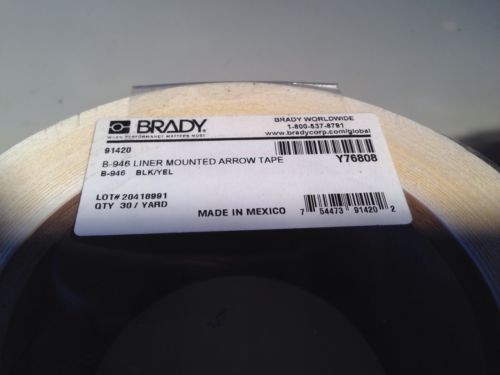 BRADY
WHEN PERFORMANCE MATTERS MOST
BRADY WORLDWIDE
1-800-537-8791
www.bradycorp.com/global
91420
B-946 LINER MOUNTED ARROW TAPE
Y76808
B-946 BLK/YEL
LOT# 20418991
QTY 30 / YARD
MADE IN MEXICO
7 54473 91420 2